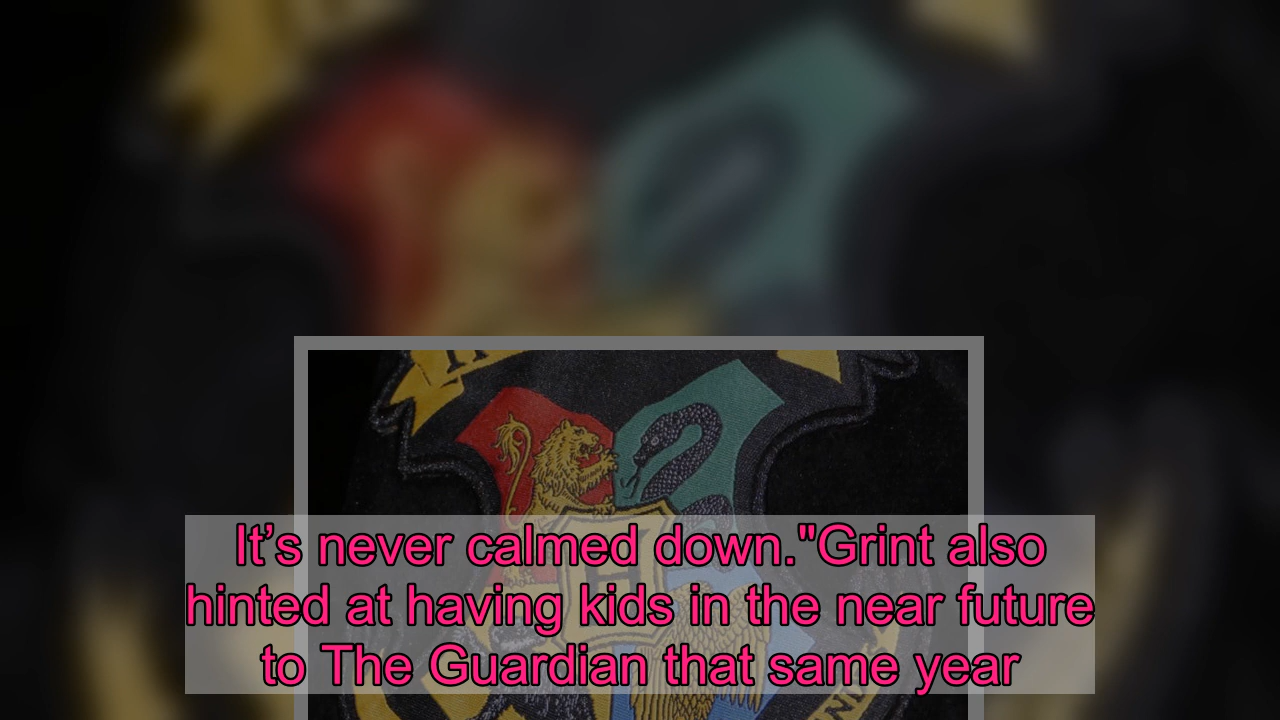 It’s never calmed down."Grint also
hinted at having kids in the near future
to The Guardian that same year